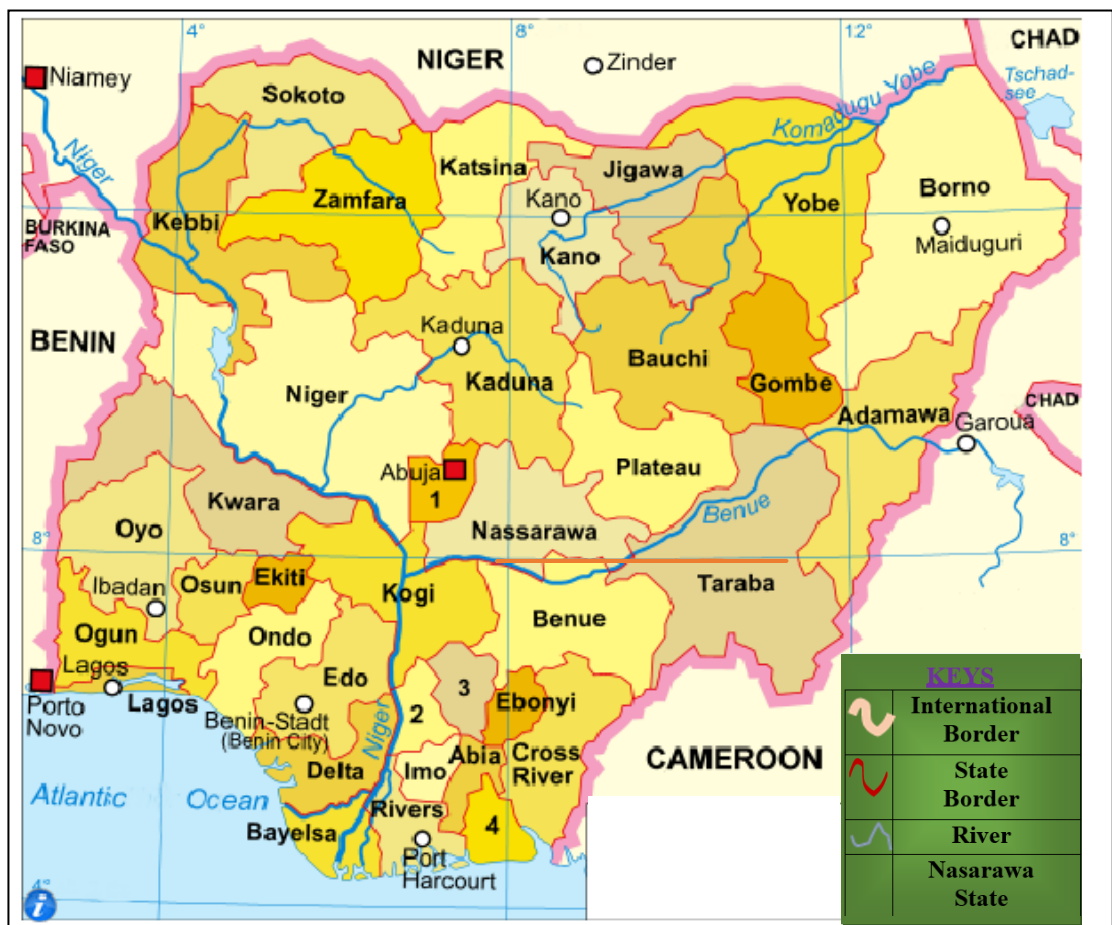 4°
8°
12°
CHAD
NIGER
Zinder
Niamey
Tschad-
see
Sokoto
Komadugu Yobe
Niger
Katsina
Jigawa
Zamfara
Kano
Yobe
Borno
Kebbi
BURKINA
FASO
Maiduguri
Kano
BENIN
Kaduna
Bauchi
Niger
Kaduna
Gombe
CHAD
Adamawa
Garoua
Abuja
Plateau
1
Kwara
Benue
Oyo
Nassarawa
8°
8°
Ibadan
Osun
Ekiti
Kogi
Taraba
Ogun
Ondo
Benue
Lagos
Edo
3
Porto
Novo
Lagos
Benin-Stadt
(Benin City)
Niger
2
Ebonyi
Delta
Imo
Abia
Cross
River
CAMEROON
Atlantic Ocean
Rivers
Bayelsa
4
Port
Harcourt
4°
i
KEYS
International
Border
State
Border
River
Nasarawa
State